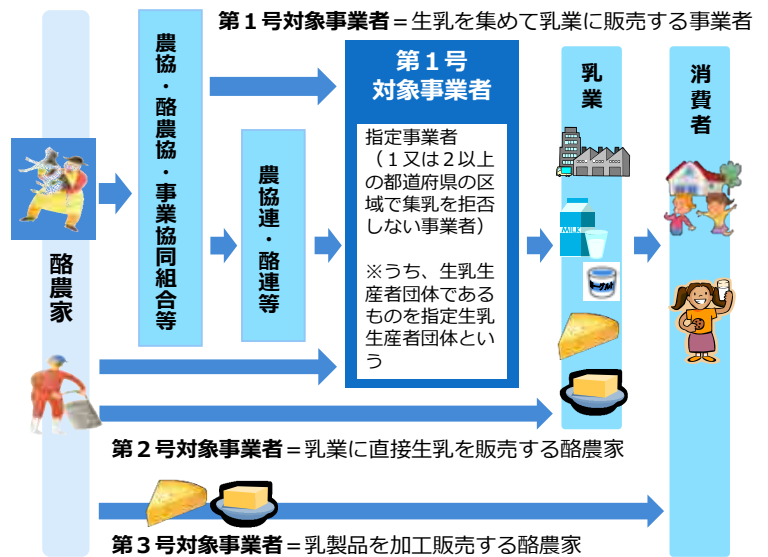 第１号対象事業者＝生乳を集めて乳業に販売する事業者
酪農家
農協・酪農協・事業協同組合等
農協連・酪連等
第１号
対象事業者
指定事業者
（１又は２以上
の都道府県の区
域で集乳を拒否
しない事業者）
※うち、生乳生
産者団体である
ものを指定生乳
生産者団体とい
う
乳業
MILK
ヨーグルト
消費者
第２号対象事業者＝乳業に直接生乳を販売する酪農家
第３号対象事業者＝乳製品を加工販売する酪農家